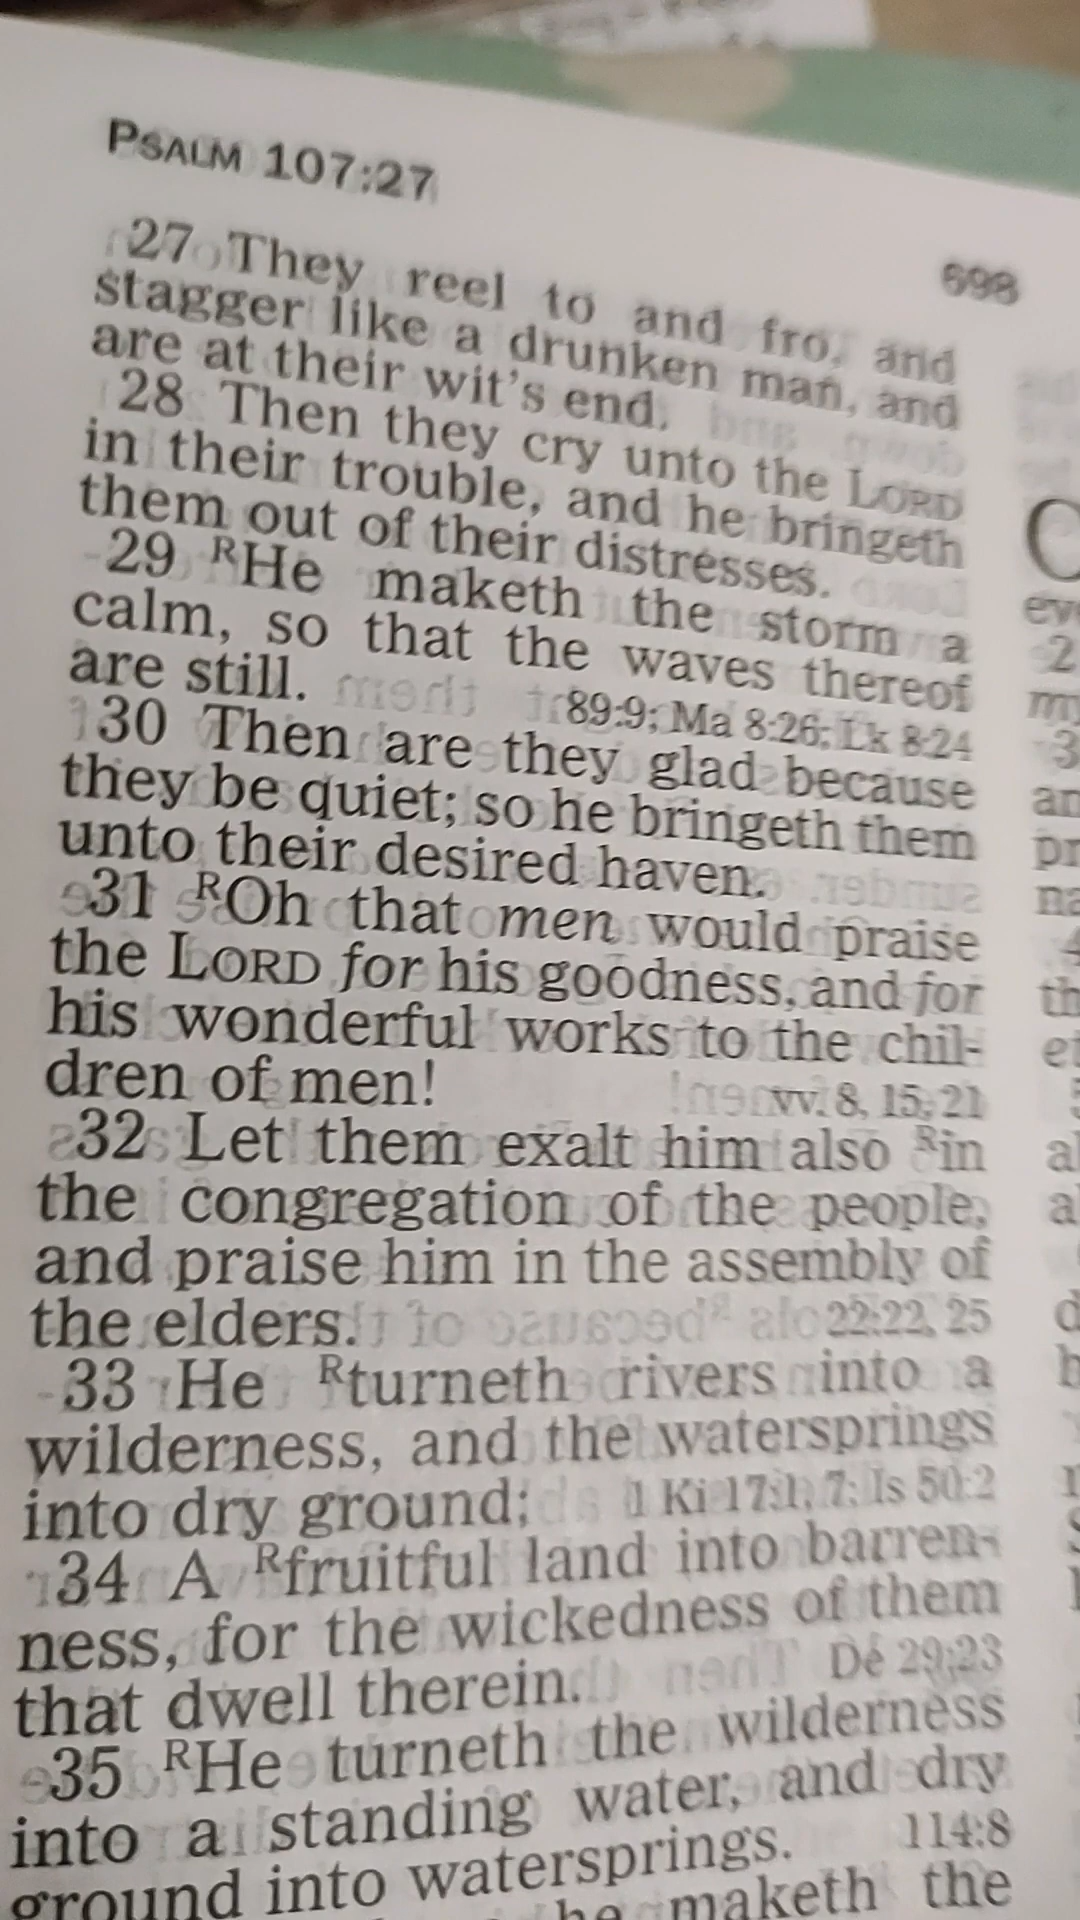 PSALM 107:27
698
27 They reel to and fro, and
stagger like a drunken man, and
are at their wit's end.
28 Then they cry unto the LORD
in their trouble, and he bringeth
them out of their distresses.
29 RHe maketh the storm a
calm, so that the waves thereof
are still. 89:9; Ma 8:26; Lk 8:24
30 Then are they glad because
they be quiet; so he bringeth them
unto their desired haven.
31 ROh that men would praise
the LORD for his goodness, and for
his wonderful works to the chil-
dren of men! vv. 8, 15, 21
32 Let them exalt him also Rin
the congregation of the people,
and praise him in the assembly of
the elders. 22:22, 25
33 He Rturneth rivers into a
wilderness, and the watersprings
into dry ground; 1 Ki 17:1, 7; Is 50:2
34 A Rfruitful land into barren-
ness, for the wickedness of them
that dwell therein. De 29:23
35 RHe turneth the wilderness
into a standing water, and dry
ground into watersprings. 114:8
he maketh the